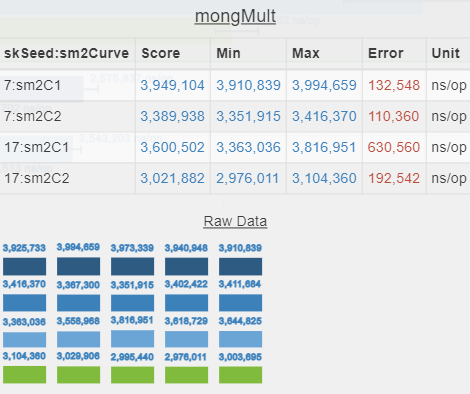 mongMult
skSeed:sm2Curve Score Min Max Error Unit
7:sm2C1 3,949,104 3,910,839 3,994,659 132,548 ns/op
7:sm2C2 3,389,938 3,351,915 3,416,370 110,360 ns/op
17:sm2C1 3,600,502 3,363,036 3,816,951 630,560 ns/op
17:sm2C2 3,021,882 2,976,011 3,104,360 192,542 ns/op
Raw Data
3,925,733 3,994,659 3,973,339 3,940,948 3,910,839
3,416,370 3,367,300 3,351,915 3,402,422 3,411,684
3,363,036 3,558,968 3,816,951 3,618,729 3,644,825
3,104,360 3,029,906 2,995,440 2,976,011 3,003,695